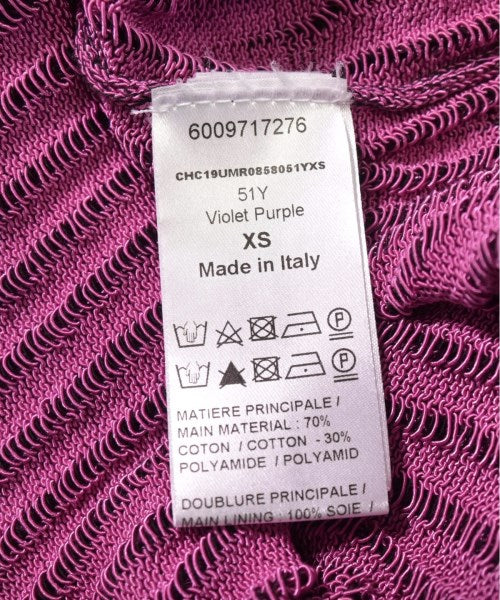 6009717276
CHC19UMR0858051YXS
51Y
Violet Purple
XS
Made in Italy
P
P
MATIERE PRINCIPALE /
MAIN MATERIAL : 70%
COTON / COTTON - 30%
POLYAMIDE / POLYAMID
DOUBLURE PRINCIPALE /
MAIN LINING : 100% SOIE /